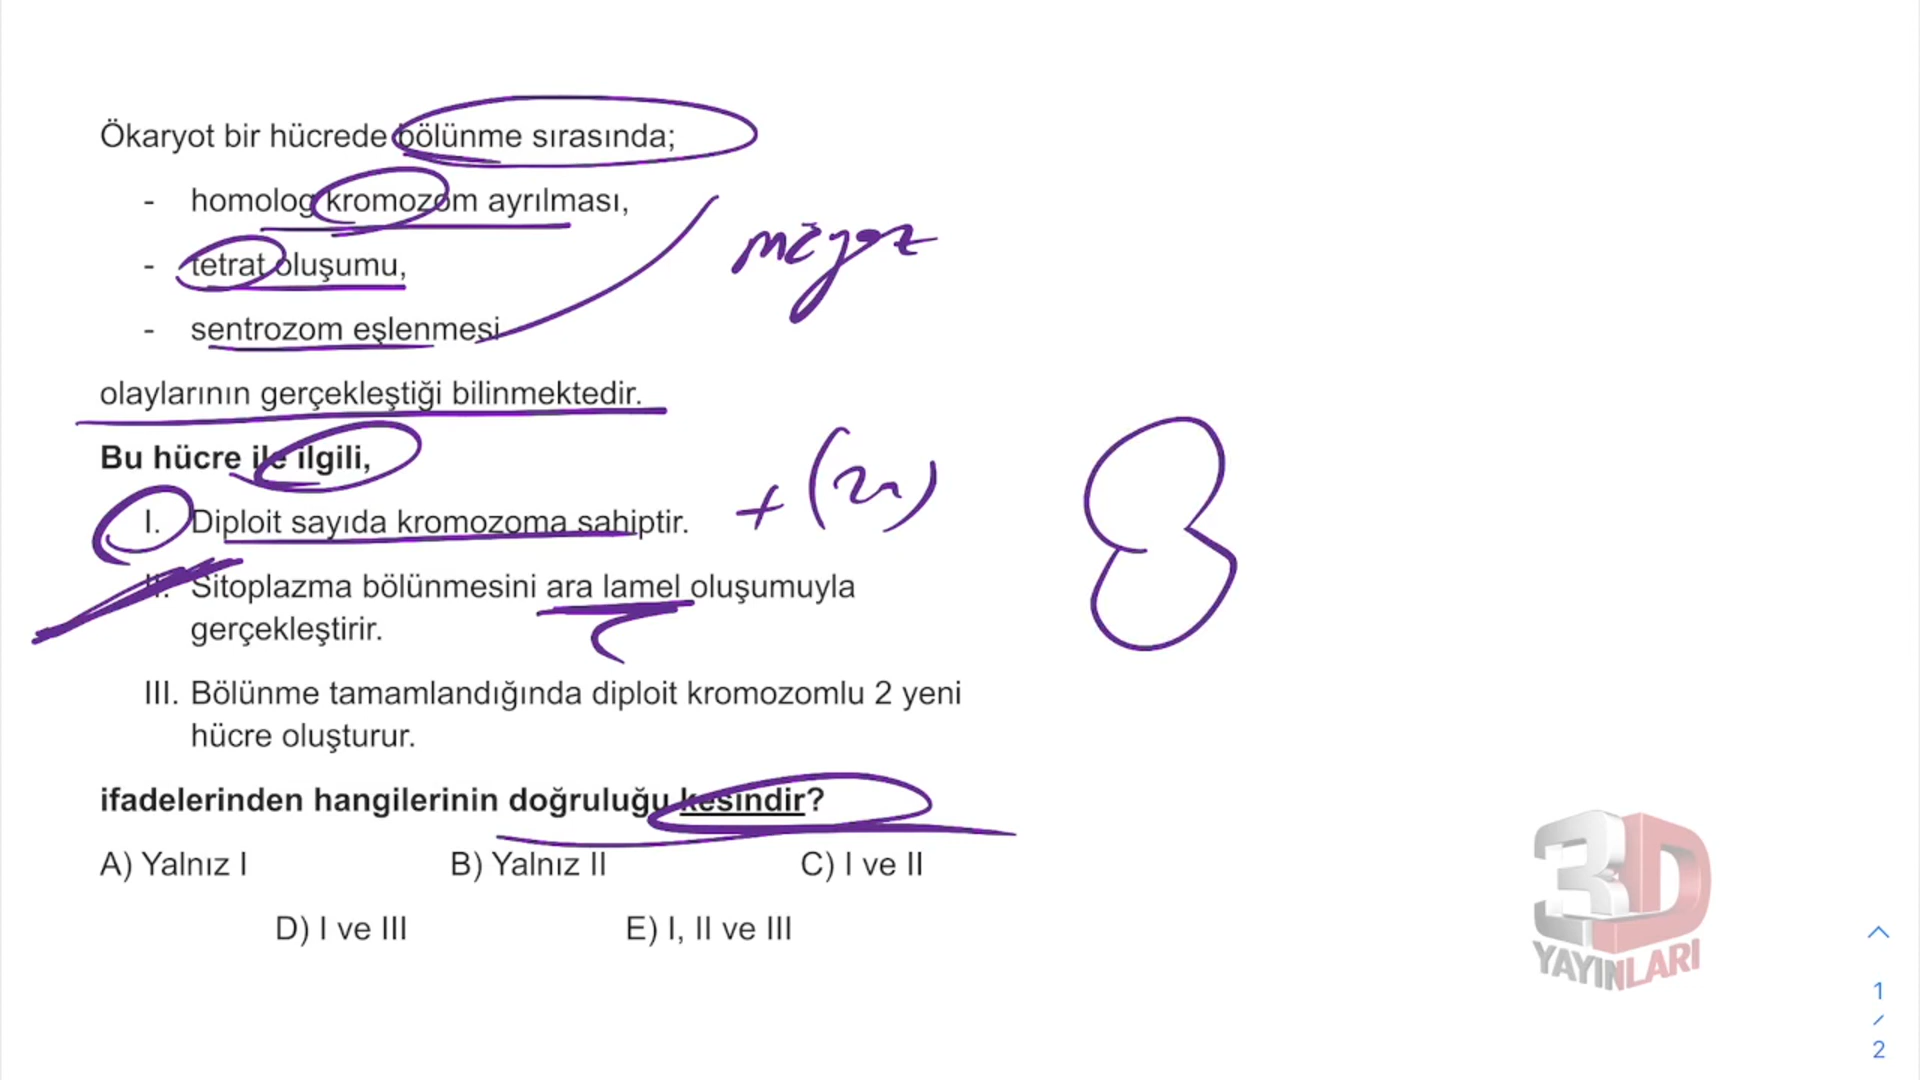 Ökaryot bir hücrede bölünme sırasında;
- homolog kromozom ayrılması,
- tetrat oluşumu,
- sentrozom eşlenmesi
mayoz
olaylarının gerçekleştiği bilinmektedir.
Bu hücre ile ilgili,
I. Diploit sayıda kromozoma sahiptir.
+ (2n)
II. Sitoplazma bölünmesini ara lamel oluşumuyla
gerçekleştirir.
III. Bölünme tamamlandığında diploit kromozomlu 2 yeni
hücre oluşturur.
ifadelerinden hangilerinin doğruluğu kesindir?
A) Yalnız I B) Yalnız II C) I ve II
D) I ve III E) I, II ve III
3D
YAYINLARI
1
/
2